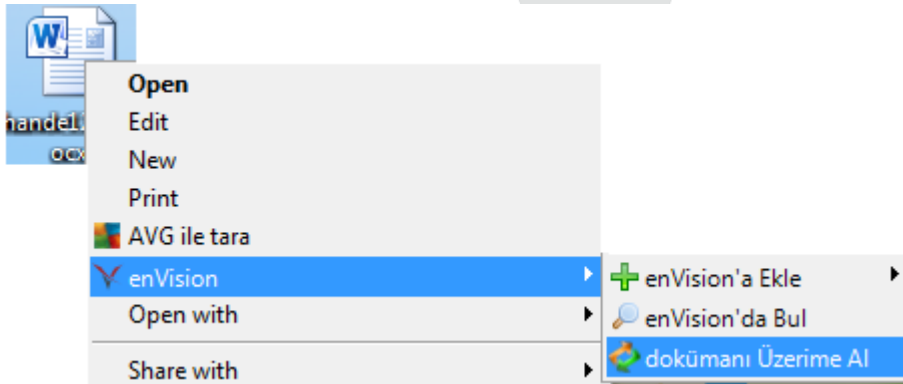 Open
Edit
New
Print
AVG ile tara
enVision
Open with
Share with
enVision'a Ekle
enVision'da Bul
dokümanı Üzerime Al